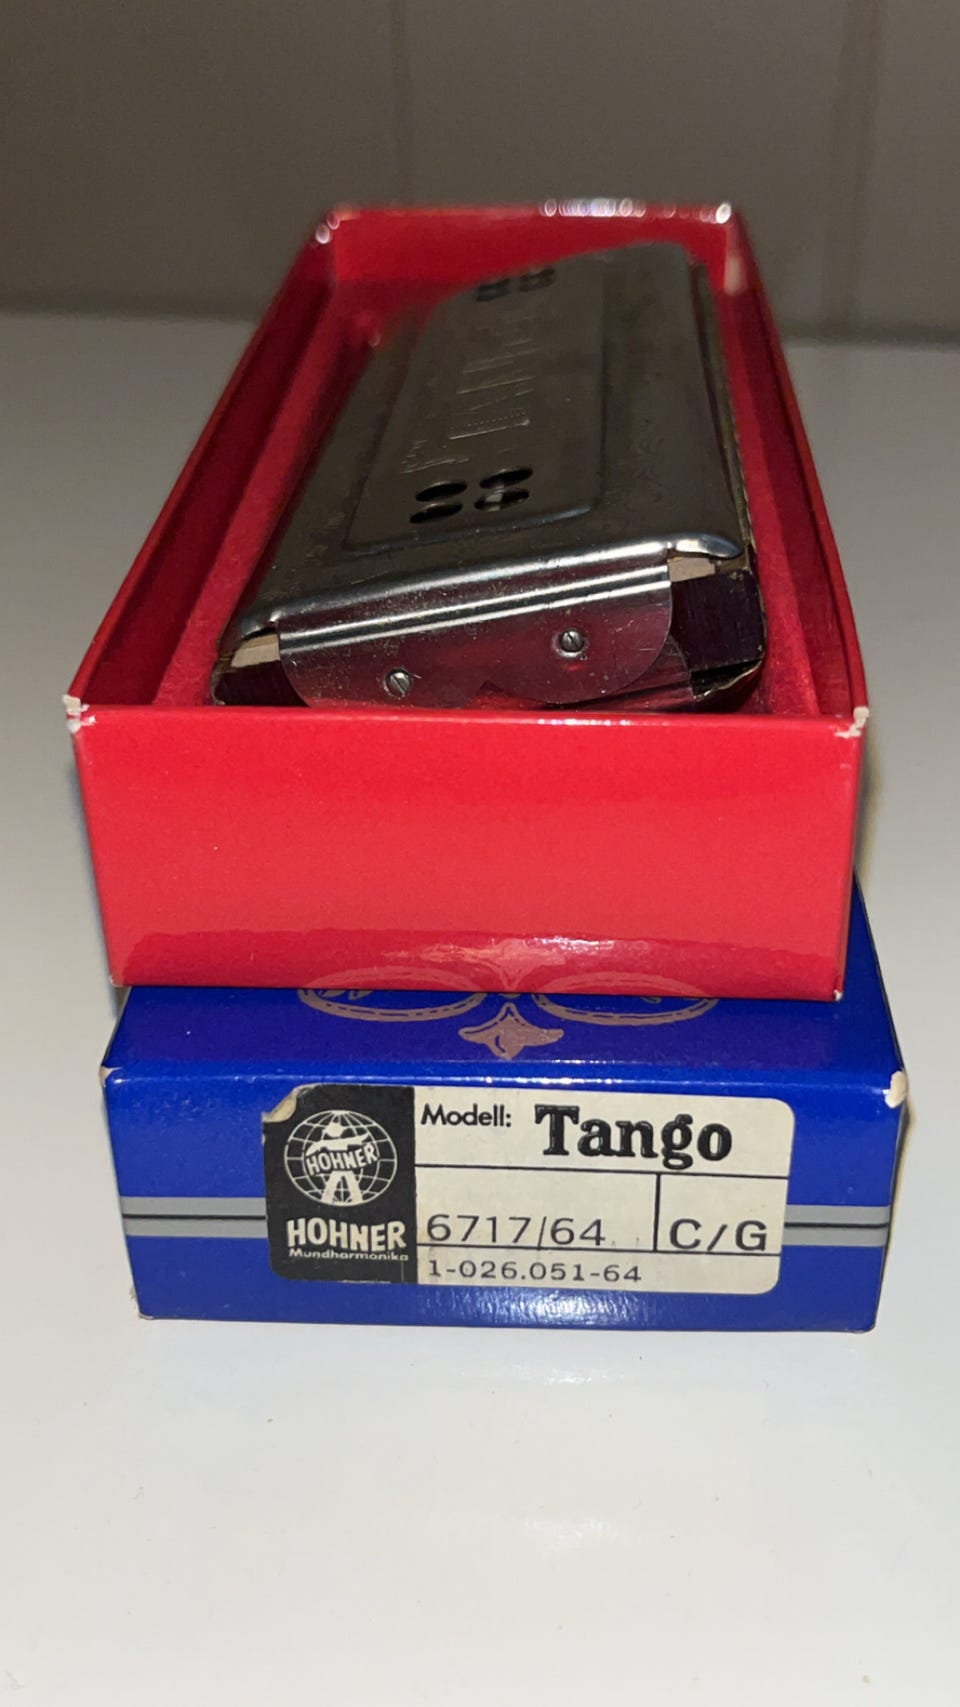 HOHNER
HOHNER
Mundharmonika
Modell: Tango
6717/64 C/G
1-026.051-64